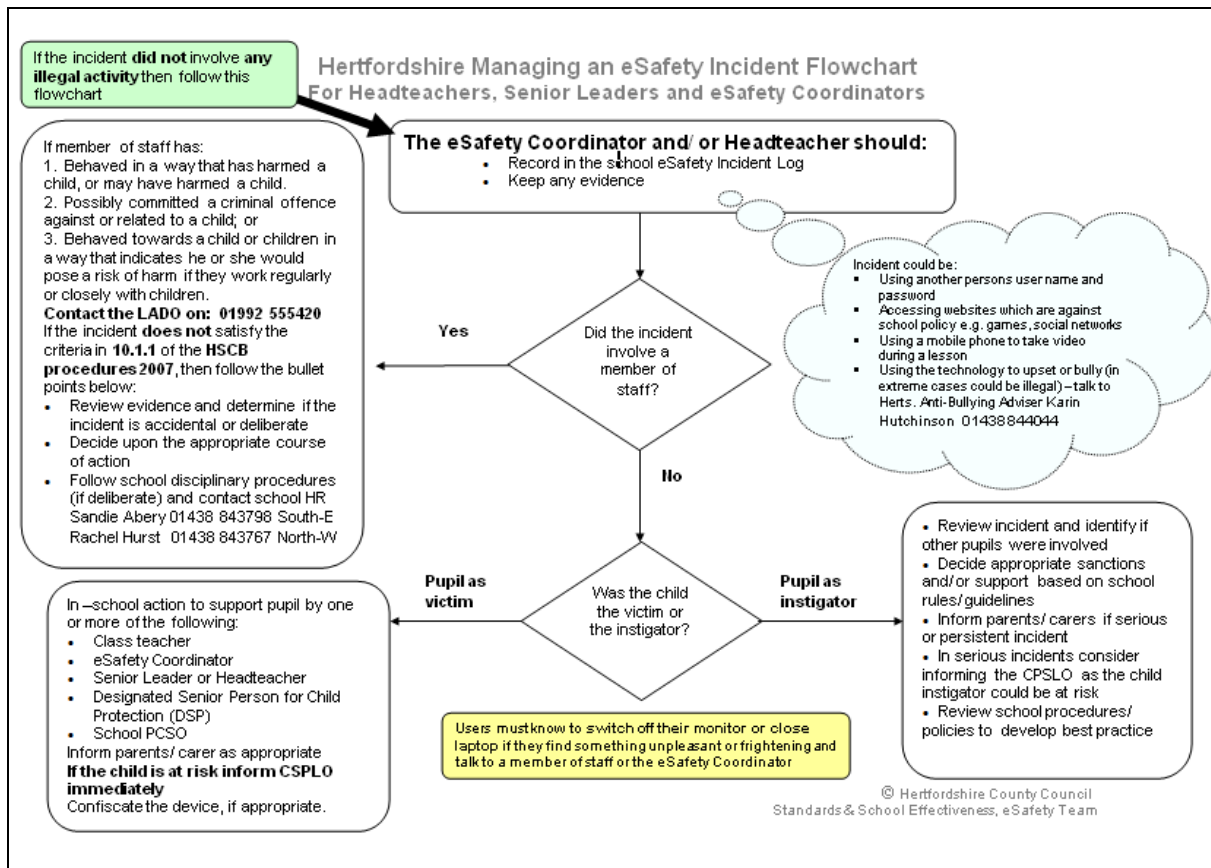 If the incident did not involve any
illegal activity then follow this
flowchart
Hertfordshire Managing an eSafety Incident Flowchart
For Headteachers, Senior Leaders and eSafety Coordinators
The eSafety Coordinator and/ or Headteacher should:
• Record in the school eSafety Incident Log
• Keep any evidence
If member of staff has:
1. Behaved in a way that has harmed a
child, or may have harmed a child.
2. Possibly committed a criminal offence
against or related to a child; or
3. Behaved towards a child or children in
a way that indicates he or she would
pose a risk of harm if they work regularly
or closely with children.
Contact the LADO on: 01992 555420
If the incident does not satisfy the
criteria in 10.1.1 of the HSCB
procedures 2007, then follow the bullet
points below:
• Review evidence and determine if the
incident is accidental or deliberate
• Decide upon the appropriate course
of action
• Follow school disciplinary procedures
(if deliberate) and contact school HR
Sandie Abery 01438 843798 South-E
Rachel Hurst 01438 843767 North-W
Yes
Did the incident
involve a
member of
staff?
Incident could be:
▪ Using another persons user name and
password
▪ Accessing websites which are against
school policy e.g. games, social networks
▪ Using a mobile phone to take video
during a lesson
▪ Using the technology to upset or bully (in
extreme cases could be illegal) – talk to
Herts. Anti-Bullying Adviser Karin
Hutchinson 01438 844044
No
Pupil as
victim
Was the child
the victim or
the instigator?
Pupil as
instigator
In –school action to support pupil by one
or more of the following:
• Class teacher
• eSafety Coordinator
• Senior Leader or Headteacher
• Designated Senior Person for Child
Protection (DSP)
• School PCSO
Inform parents/ carer as appropriate
If the child is at risk inform CSPLO
immediately
Confiscate the device, if appropriate.
• Review incident and identify if
other pupils were involved
• Decide appropriate sanctions
and/ or support based on school
rules/ guidelines
• Inform parents/ carers if serious
or persistent incident
• In serious incidents consider
informing the CPSLO as the child
instigator could be at risk
• Review school procedures/
policies to develop best practice
Users must know to switch off their monitor or close
laptop if they find something unpleasant or frightening and
talk to a member of staff or the eSafety Coordinator
© Hertfordshire County Council
Standards & School Effectiveness, eSafety Team